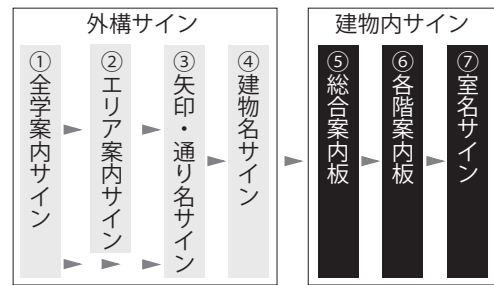 外構サイン
①全学案内サイン
②エリア案内サイン
③矢印・通り名サイン
④建物名サイン
建物内サイン
⑤総合案内板
⑥各階案内板
⑦室名サイン